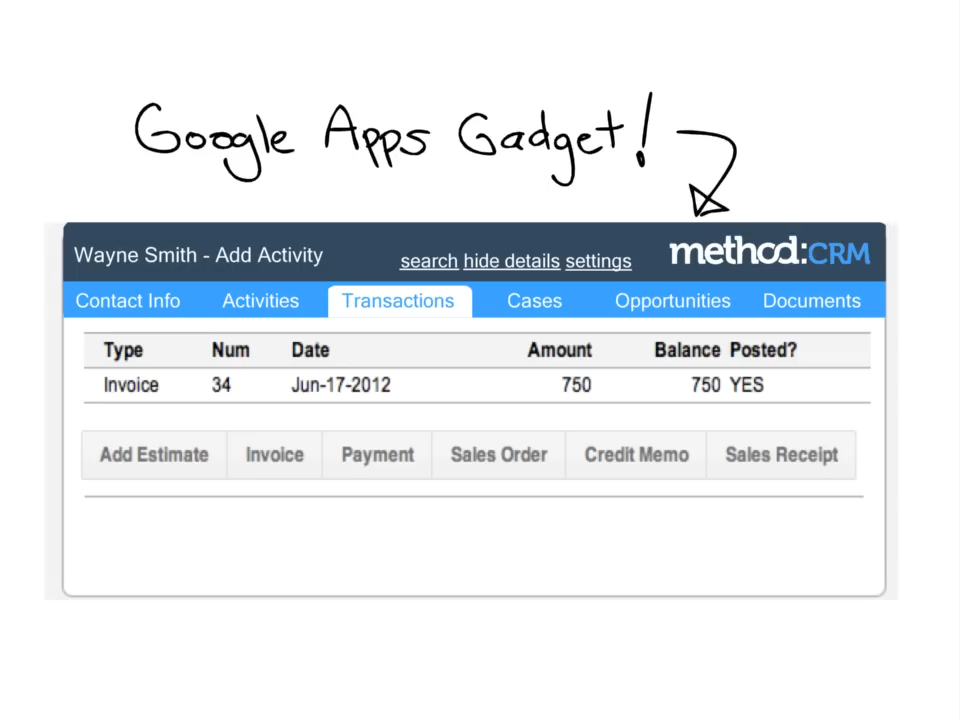 Google Apps Gadget!
Wayne Smith - Add Activity search hide details settings method:CRM
Contact Info Activities Transactions Cases Opportunities Documents
Type Num Date Amount Balance Posted?
Invoice 34 Jun-17-2012 750 750 YES
Add Estimate Invoice Payment Sales Order Credit Memo Sales Receipt